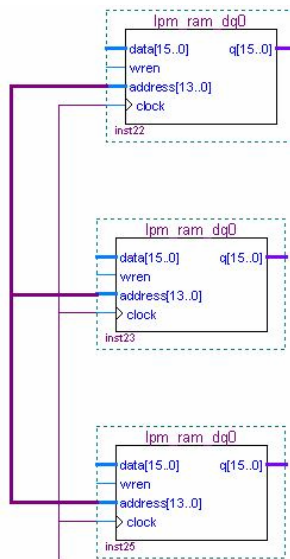 lpm_ram_dq0
data[15..0] q[15..0]
wren
address[13..0]
clock
inst22
lpm_ram_dq0
data[15..0] q[15..0]
wren
address[13..0]
clock
inst23
lpm_ram_dq0
data[15..0] q[15..0]
wren
address[13..0]
clock
inst25